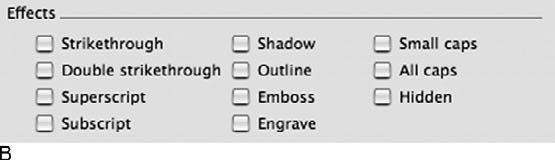 Effects
Strikethrough Shadow Small caps
Double strikethrough Outline All caps
Superscript Emboss Hidden
Subscript Engrave
B